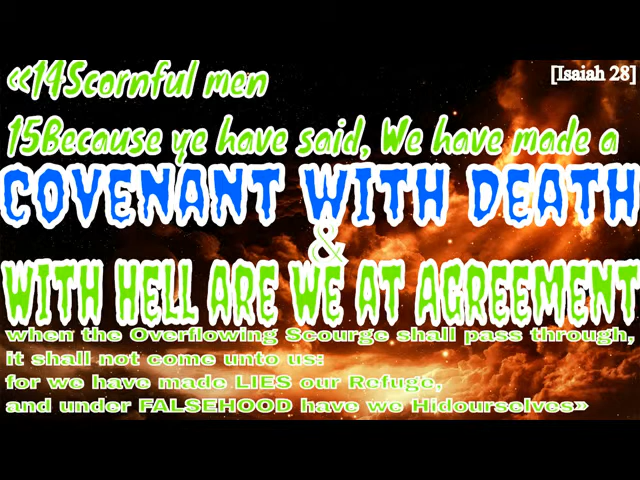 «14Scornful men
[Isaiah 28]
15Because ye have said, We have made a
COVENANT WITH DEATH
&
WITH HELL ARE WE AT AGREEMENT
when the Overflowing Scourge shall pass through,
it shall not come unto us:
for we have made LIES our Refuge,
and under FALSEHOOD have we Hidourselves»